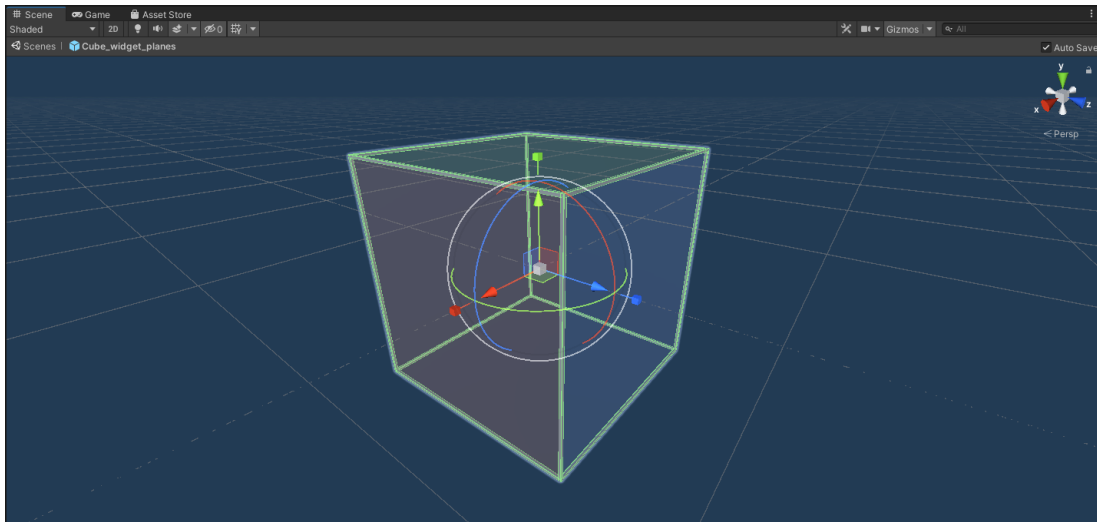 Scene Game Asset Store
Shaded 2D 0 Gizmos All
Scenes | Cube_widget_planes Auto Save
y
x z
< Persp